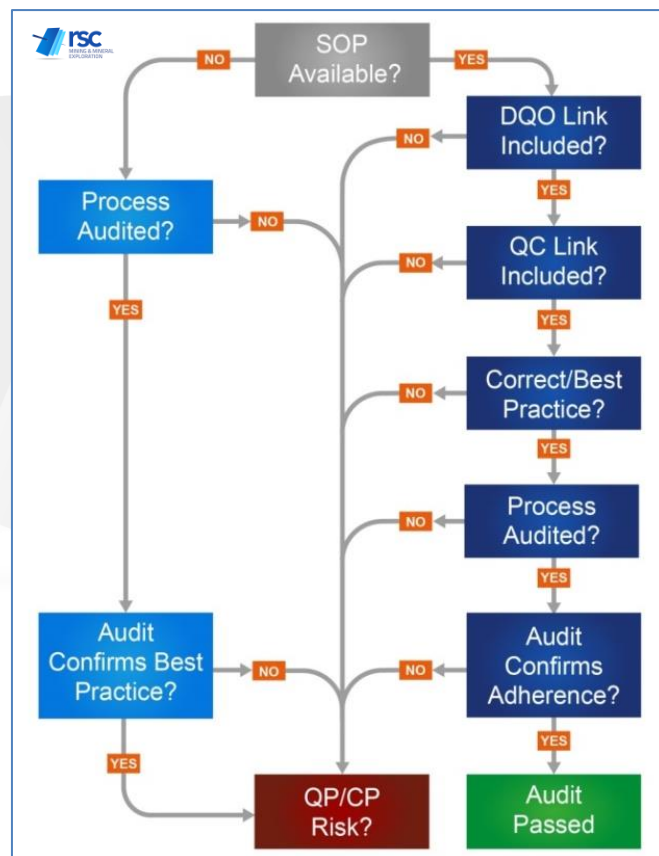 rsc
MINING & MINERAL
EXPLORATION
SOP
Available?
NO
YES
DQO Link
Included?
NO
YES
Process
Audited?
NO
QC Link
Included?
NO
YES
YES
Correct/Best
Practice?
NO
YES
Process
Audited?
NO
YES
Audit
Confirms Best
Practice?
NO
Audit
Confirms
Adherence?
NO
YES
YES
QP/CP
Risk?
Audit
Passed